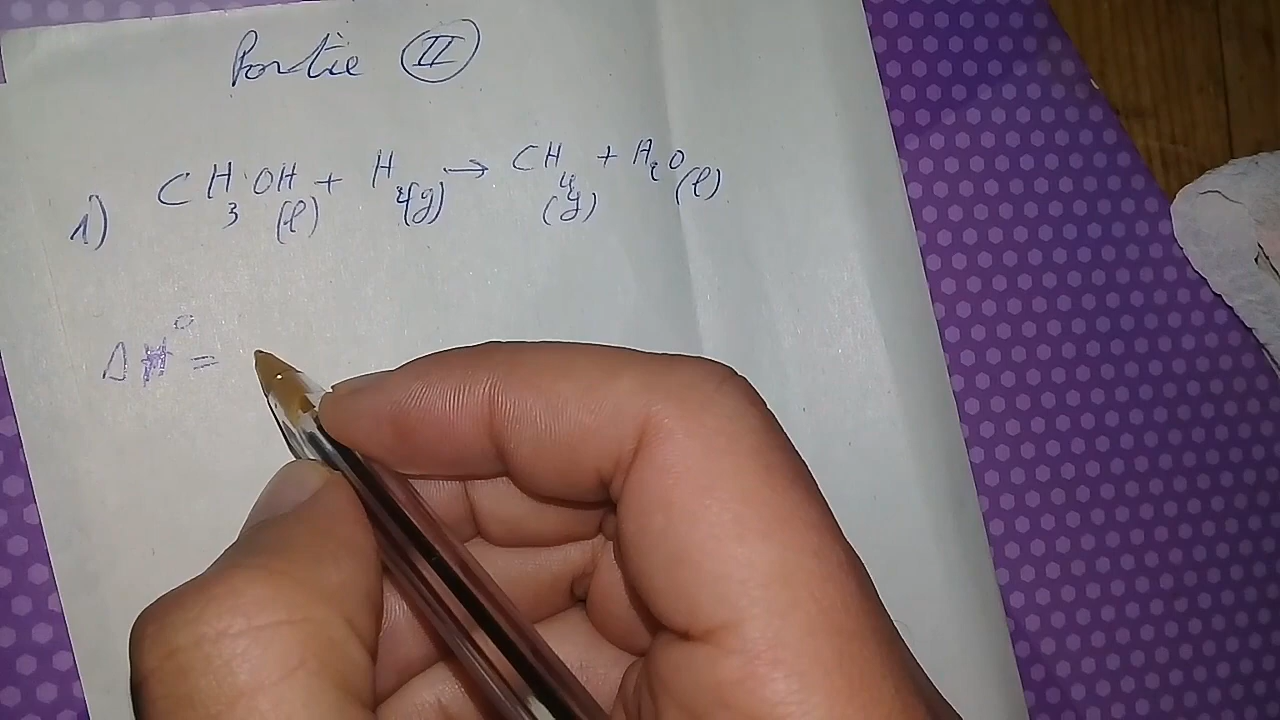 Partie II
1) CH3OH(l) + H2(g) → CH4(g) + H2O(l)
ΔH° =